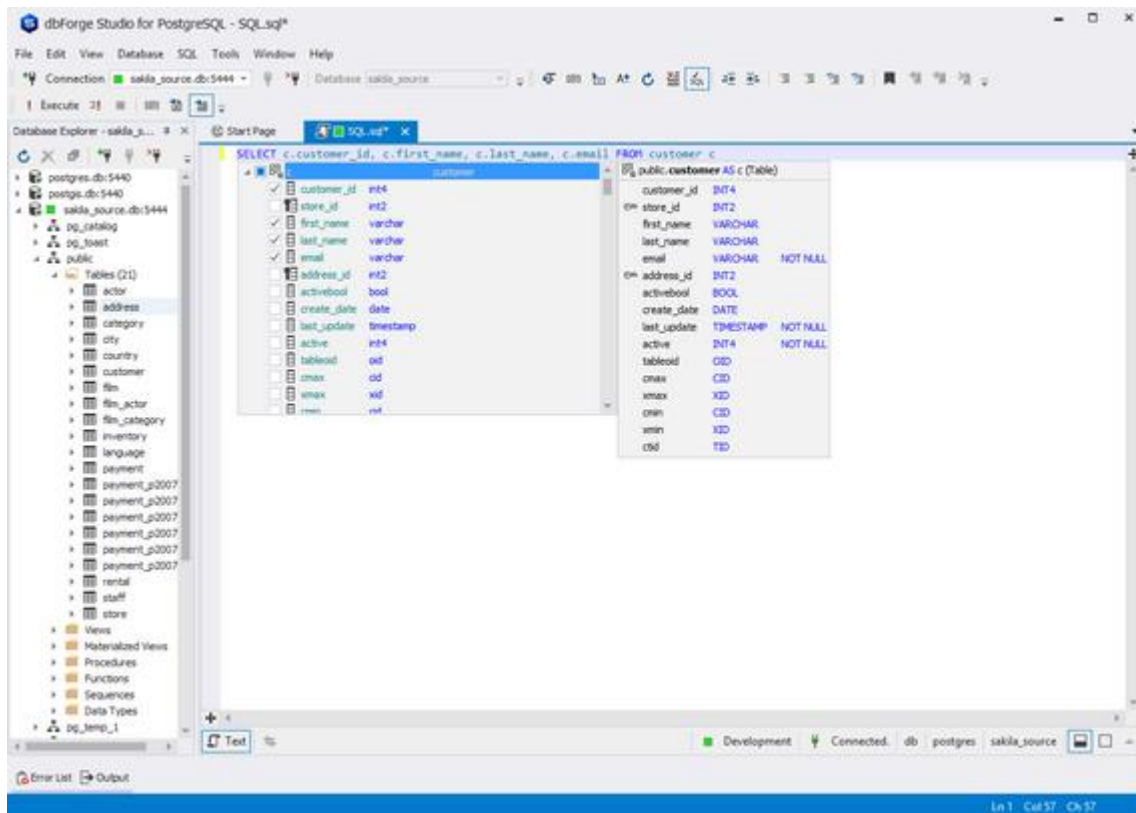 dbForge Studio for PostgreSQL - SQL.sql*
File Edit View Database SQL Tools Window Help
Connection sakila_source.db:5444 Database sakila_source
Execute
Database Explorer - sakila_s...
Start Page SQL.sql*
postgres.db:5440
postgis.db:5440
sakila_source.db:5444
pg_catalog
pg_toast
public
Tables (21)
actor
address
category
city
country
customer
film
film_actor
film_category
inventory
language
payment
payment_p2007
payment_p2007
payment_p2007
payment_p2007
payment_p2007
payment_p2007
rental
staff
store
Views
Materialized Views
Procedures
Functions
Sequences
Data Types
pg_temp_1
SELECT c.customer_id, c.first_name, c.last_name, c.email FROM customer c
c customer
customer_id int4
store_id int2
first_name varchar
last_name varchar
email varchar
address_id int2
activebool bool
create_date date
last_update timestamp
active int4
tableoid oid
cmax cid
xmax xid
cmin cid
public.customer AS c (Table)
customer_id INT4
store_id INT2
first_name VARCHAR
last_name VARCHAR
email VARCHAR NOT NULL
address_id INT2
activebool BOOL
create_date DATE
last_update TIMESTAMP NOT NULL
active INT4 NOT NULL
tableoid OID
cmax CID
xmax XID
cmin CID
xmin XID
ctid TID
Text
Development Connected. db postgres sakila_source
Error List Output
Ln 1 Col 57 Ch 57